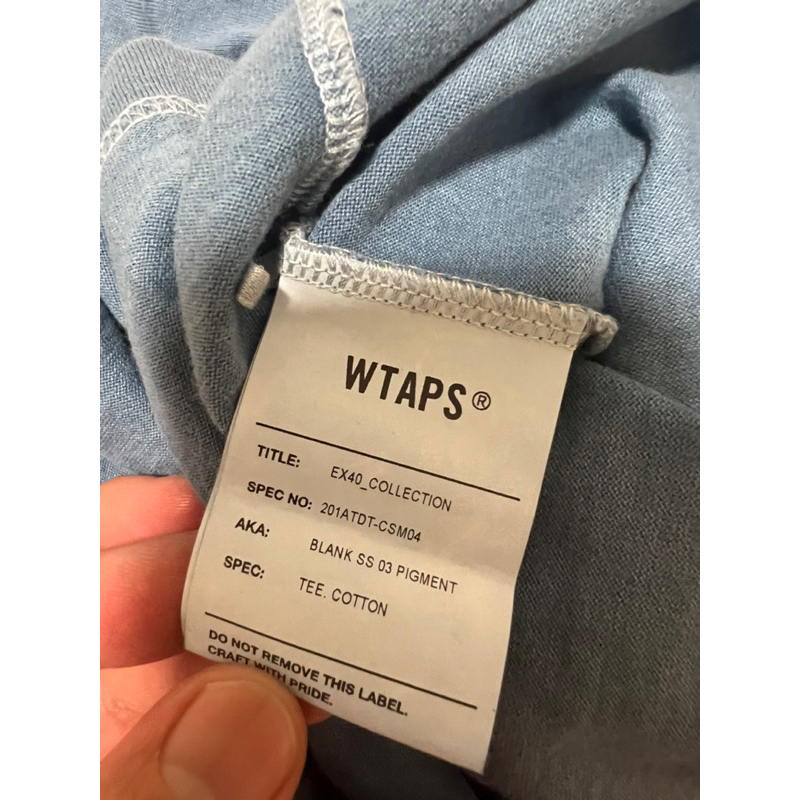 WTAPS®
TITLE: EX40_COLLECTION
SPEC NO: 201ATDT-CSM04
AKA: BLANK SS 03 PIGMENT
SPEC: TEE. COTTON
DO NOT REMOVE THIS LABEL.
CRAFT WITH PRIDE.